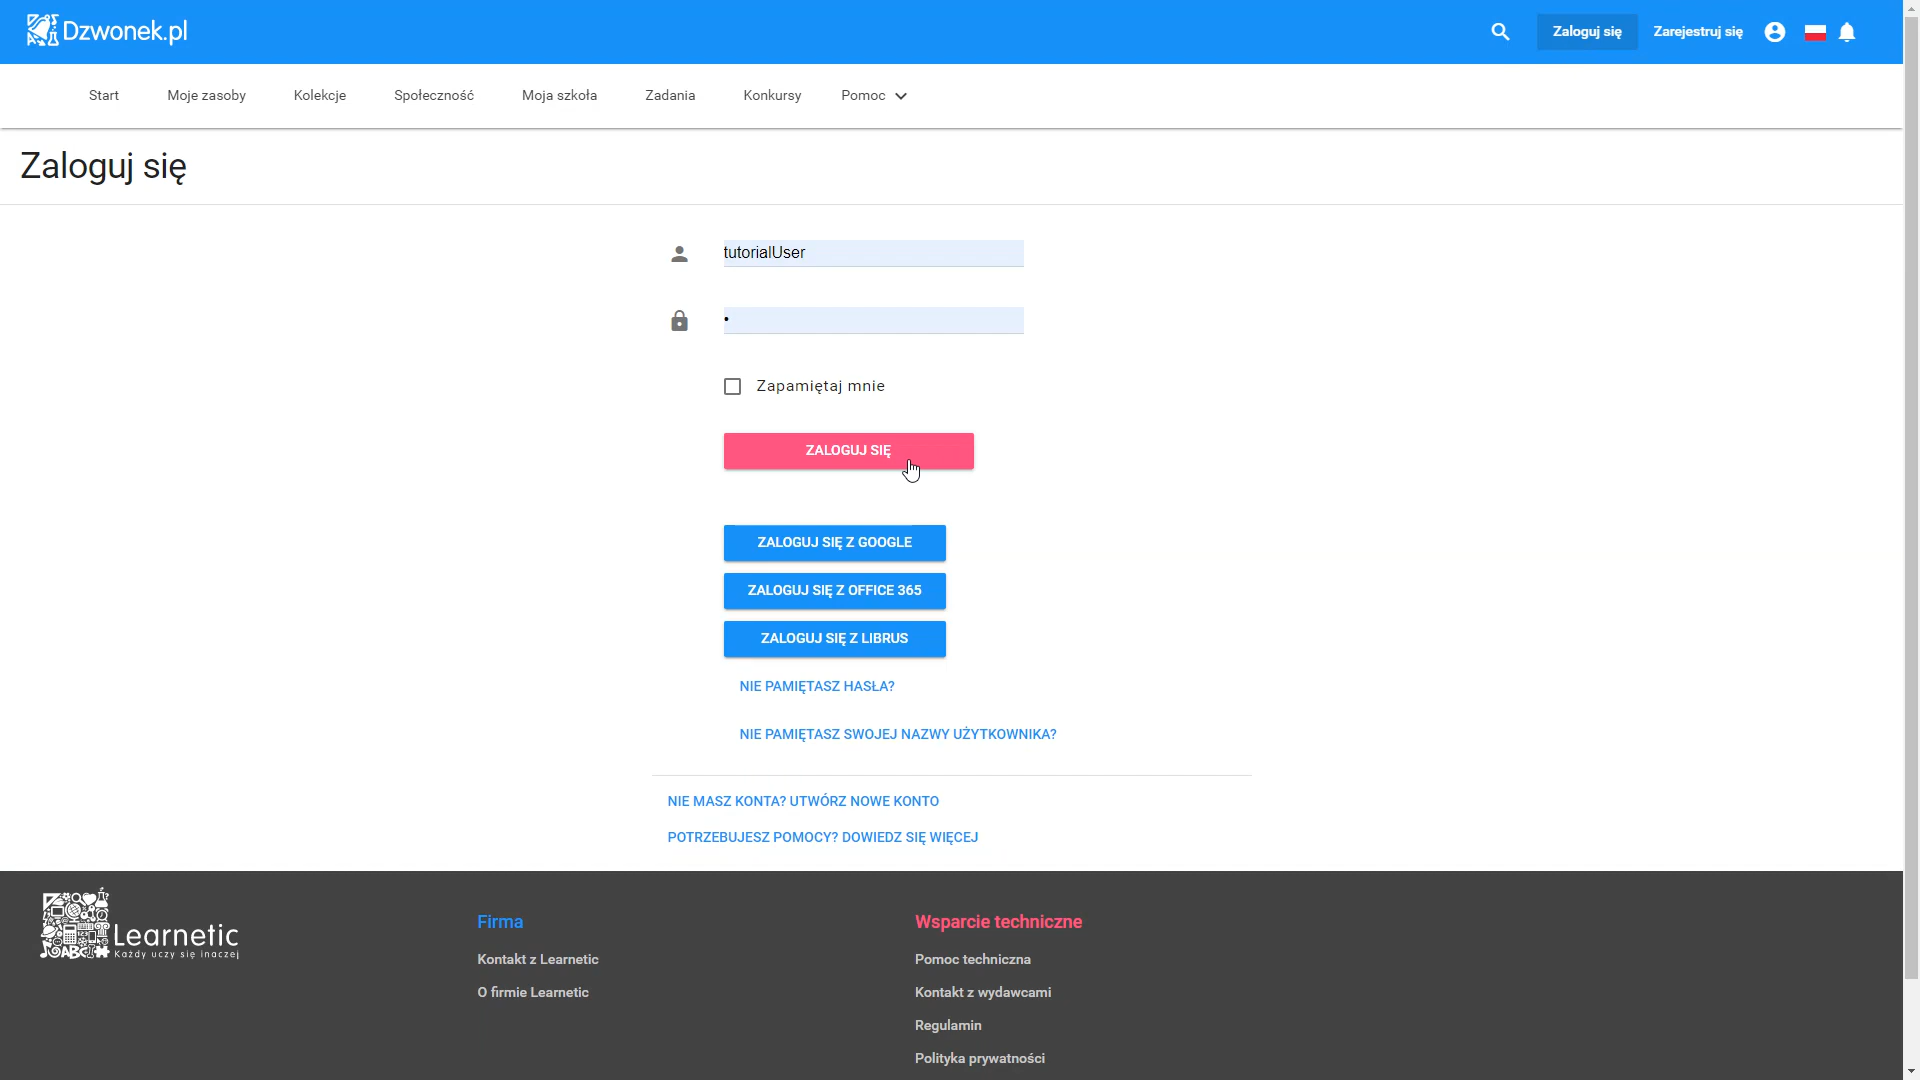 Dzwonek.pl
Zaloguj się
Zarejestruj się
Start
Moje zasoby
Kolekcje
Społeczność
Moja szkoła
Zadania
Konkursy
Pomoc
Zaloguj się
tutorialUser
•
Zapamiętaj mnie
ZALOGUJ SIĘ
ZALOGUJ SIĘ Z GOOGLE
ZALOGUJ SIĘ Z OFFICE 365
ZALOGUJ SIĘ Z LIBRUS
NIE PAMIĘTASZ HASŁA?
NIE PAMIĘTASZ SWOJEJ NAZWY UŻYTKOWNIKA?
NIE MASZ KONTA? UTWÓRZ NOWE KONTO
POTRZEBUJESZ POMOCY? DOWIEDZ SIĘ WIĘCEJ
Learnetic
Każdy uczy się inaczej
Firma
Kontakt z Learnetic
O firmie Learnetic
Wsparcie techniczne
Pomoc techniczna
Kontakt z wydawcami
Regulamin
Polityka prywatności